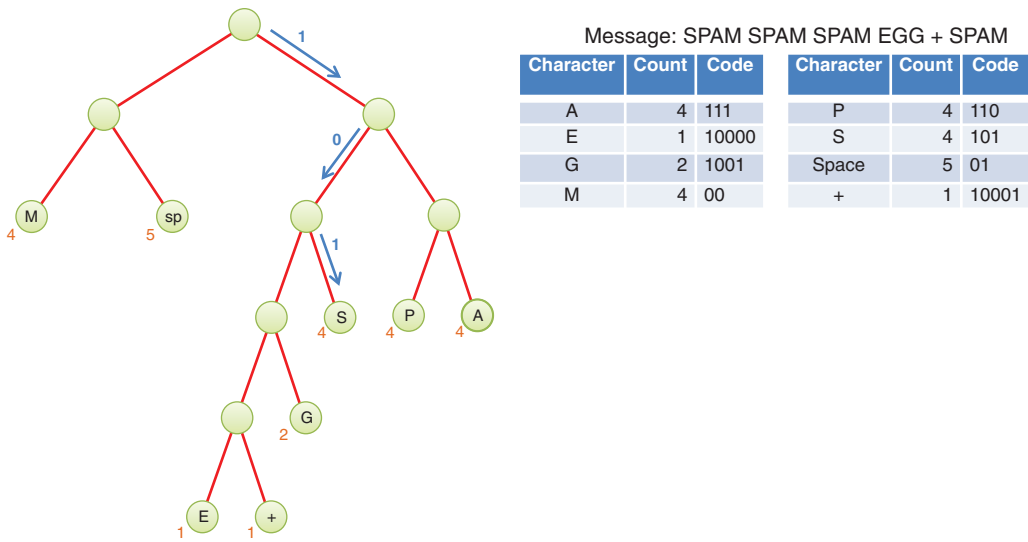 1
0
M
4
sp
5
1
S
4
P
4
A
4
G
2
E
1
+
1
Message: SPAM SPAM SPAM EGG + SPAM
Character Count Code Character Count Code
A 4 111 P 4 110
E 1 10000 S 4 101
G 2 1001 Space 5 01
M 4 00 + 1 10001